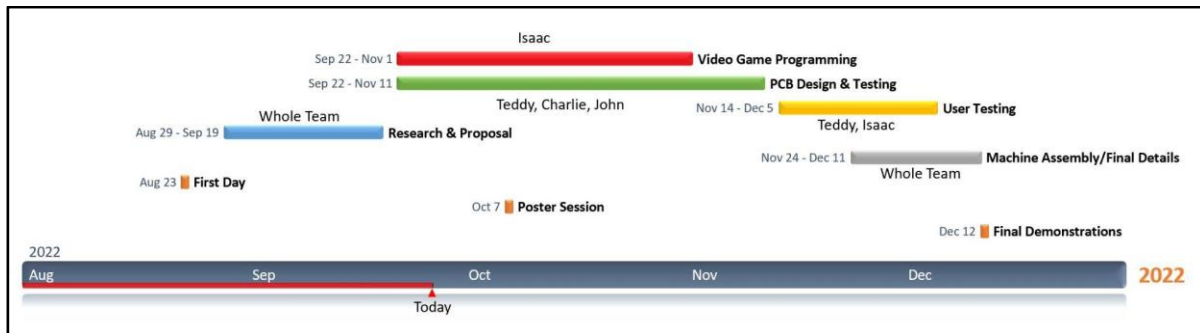 Isaac
Sep 22 - Nov 1 Video Game Programming
Sep 22 - Nov 11 PCB Design & Testing
Teddy, Charlie, John
Nov 14 - Dec 5 User Testing
Teddy, Isaac
Whole Team
Aug 29 - Sep 19 Research & Proposal
Nov 24 - Dec 11 Machine Assembly/Final Details
Whole Team
Aug 23 First Day
Oct 7 Poster Session
Dec 12 Final Demonstrations
2022
Aug Sep Oct Nov Dec 2022
Today